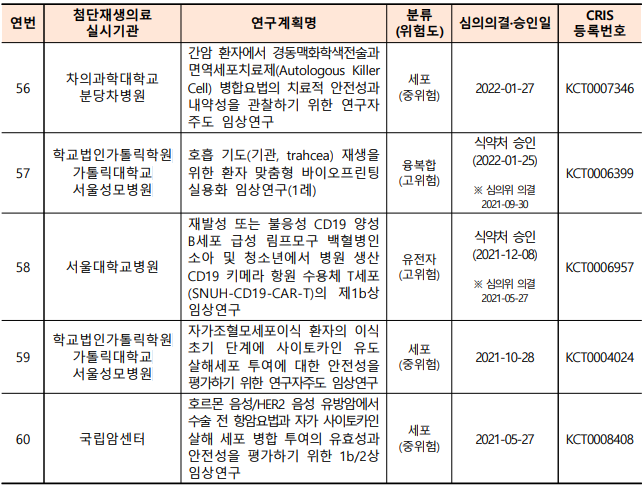 연번
첨단재생의료
실시기관
연구계획명
분류
(위험도)
심의의결·승인일
CRIS
등록번호
56
차의과학대학교
분당차병원
간암 환자에서 경동맥화학색전술과
면역세포치료제(Autologous Killer
Cell) 병합요법의 치료적 안전성과
내약성을 관찰하기 위한 연구자
주도 임상연구
세포
(중위험)
2022-01-27
KCT0007346
57
학교법인가톨릭학원
가톨릭대학교
서울성모병원
호흡 기도(기관, trahcea) 재생을
위한 환자 맞춤형 바이오프린팅
실용화 임상연구(1례)
융복합
(고위험)
식약처 승인
(2022-01-25)
※ 심의위 의결
2021-09-30
KCT0006399
58
서울대학교병원
재발성 또는 불응성 CD19 양성
B세포 급성 림프모구 백혈병인
소아 및 청소년에서 병원 생산
CD19 키메라 항원 수용체 T세포
(SNUH-CD19-CAR-T)의 제1b상
임상연구
유전자
(고위험)
식약처 승인
(2021-12-08)
※ 심의위 의결
2021-05-27
KCT0006957
59
학교법인가톨릭학원
가톨릭대학교
서울성모병원
자가조혈모세포이식 환자의 이식
초기 단계에 사이토카인 유도
살해세포 투여에 대한 안전성을
평가하기 위한 연구자주도 임상연구
세포
(중위험)
2021-10-28
KCT0004024
60
국립암센터
호르몬 음성/HER2 음성 유방암에서
수술 전 항암요법과 자가 사이토카인
살해 세포 병합 투여의 유효성과
안전성을 평가하기 위한 1b/2상
임상연구
세포
(중위험)
2021-05-27
KCT0008408